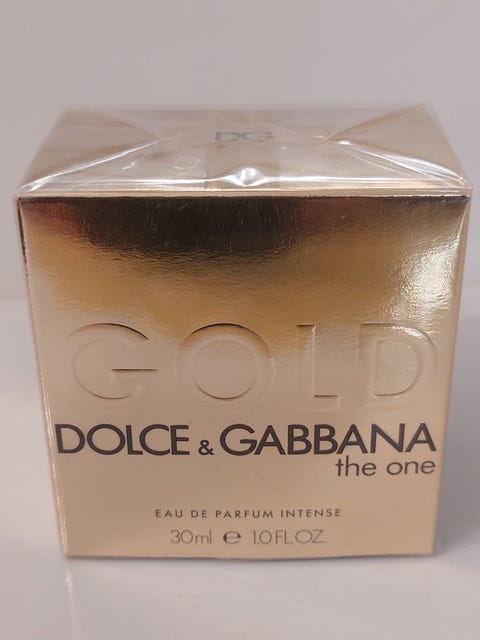 DG
GOLD
DOLCE & GABBANA
the one
EAU DE PARFUM INTENSE
30ml ℮ 1.0 FL.OZ.